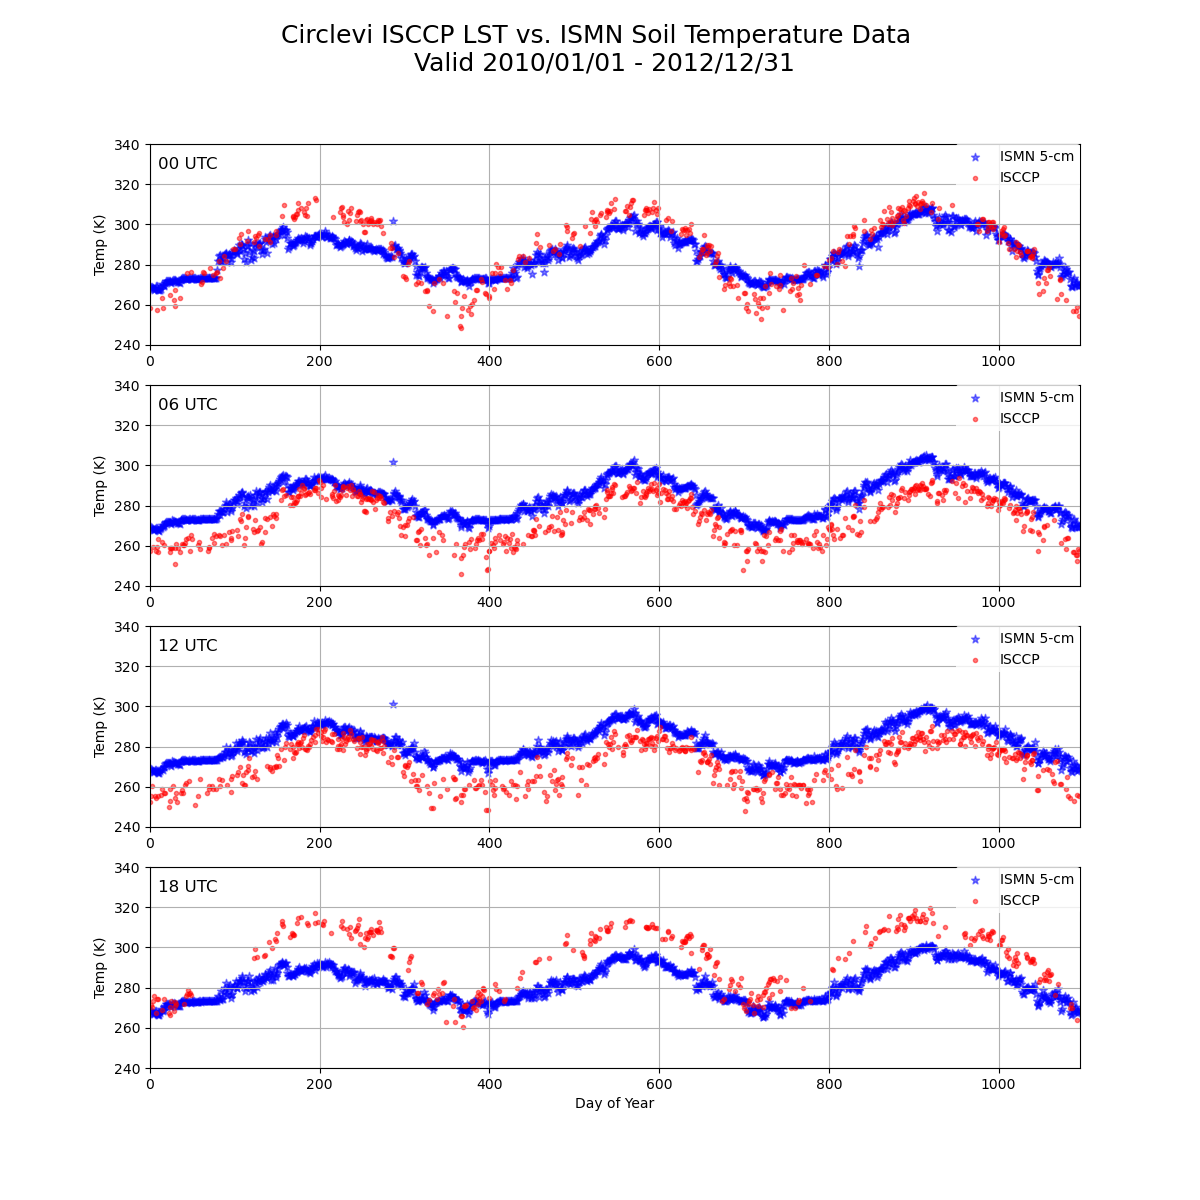 Circlevi ISCCP LST vs. ISMN Soil Temperature Data
Valid 2010/01/01 - 2012/12/31
340
320
300
280
260
240
Temp (K)
00 UTC
ISMN 5-cm
ISCCP
0 200 400 600 800 1000
340
320
300
280
260
240
Temp (K)
06 UTC
ISMN 5-cm
ISCCP
0 200 400 600 800 1000
340
320
300
280
260
240
Temp (K)
12 UTC
ISMN 5-cm
ISCCP
0 200 400 600 800 1000
340
320
300
280
260
240
Temp (K)
18 UTC
ISMN 5-cm
ISCCP
0 200 400 600 800 1000
Day of Year